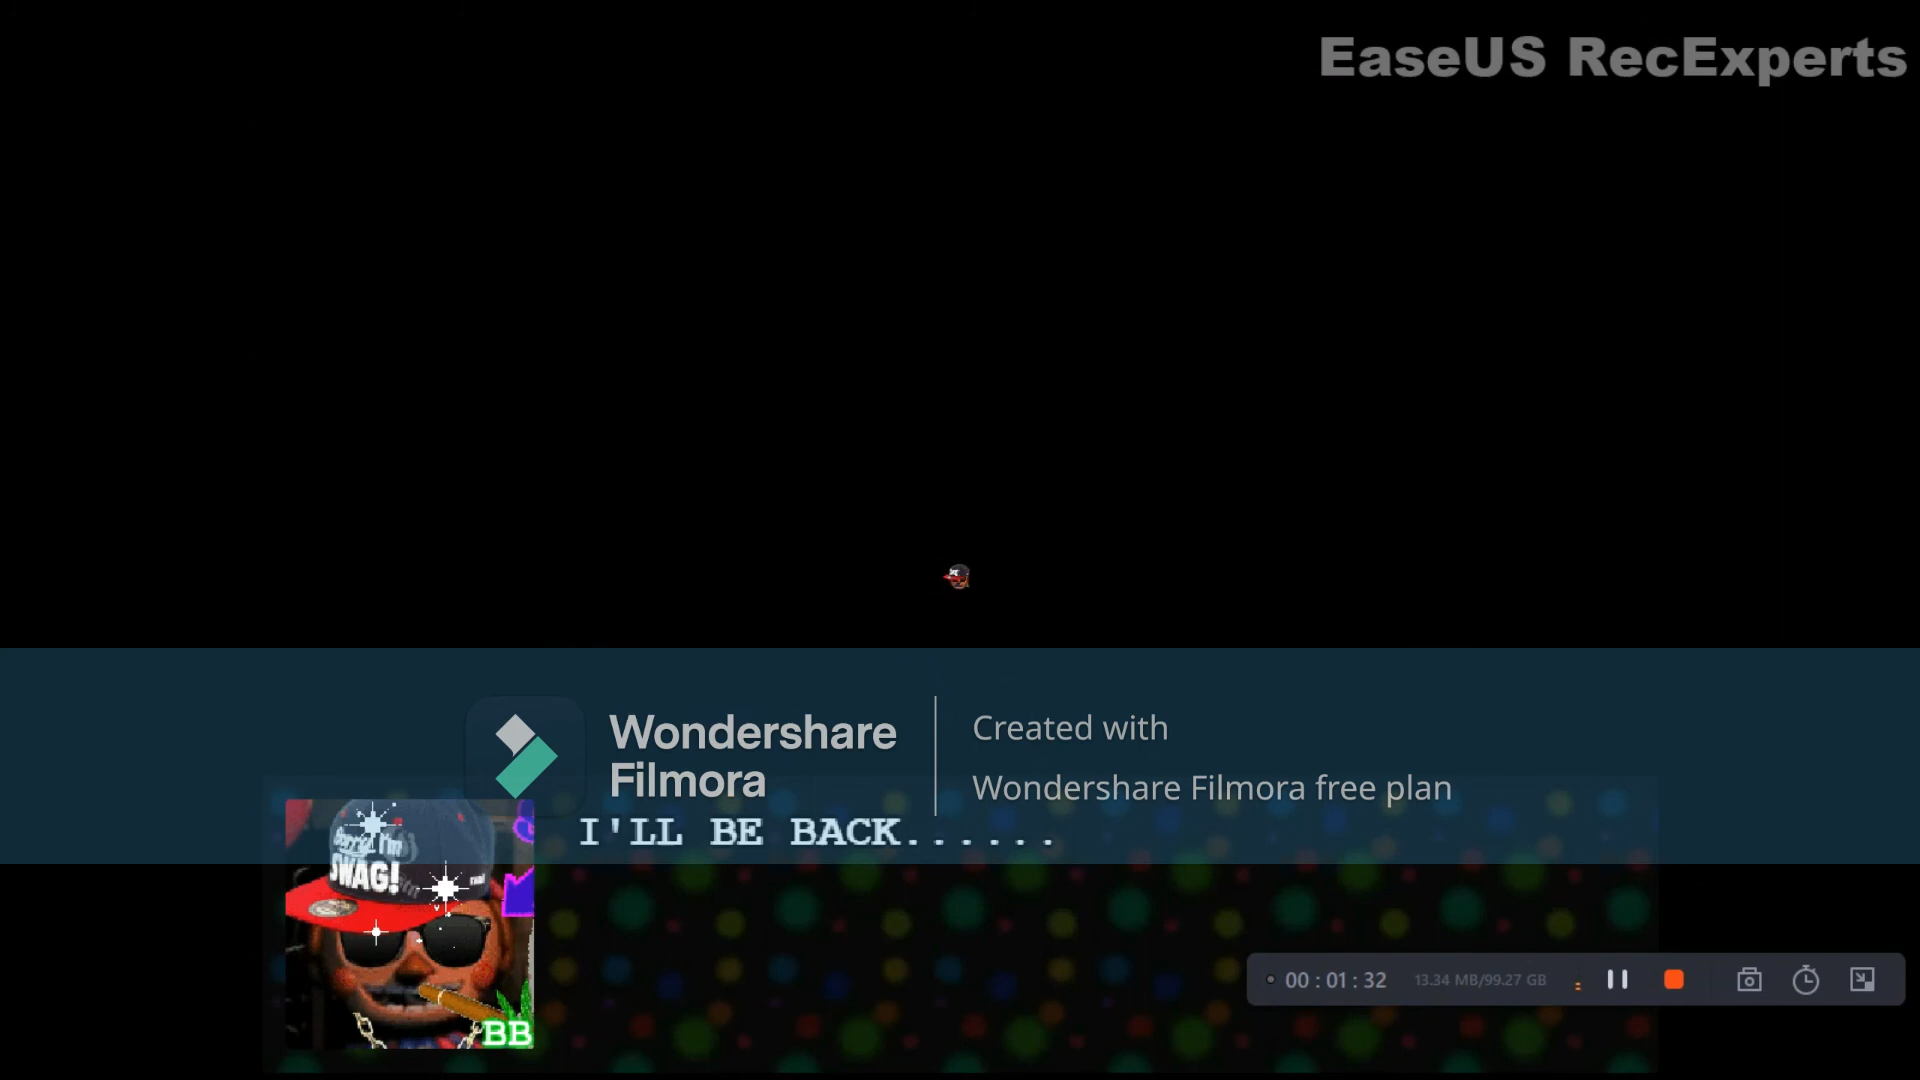 EaseUS RecExperts
Wondershare
Filmora
Created with
Wondershare Filmora free plan
I'LL BE BACK......
Sorry I'm
SWAG!
BB
00 : 01 : 32
13.34 MB/99.27 GB